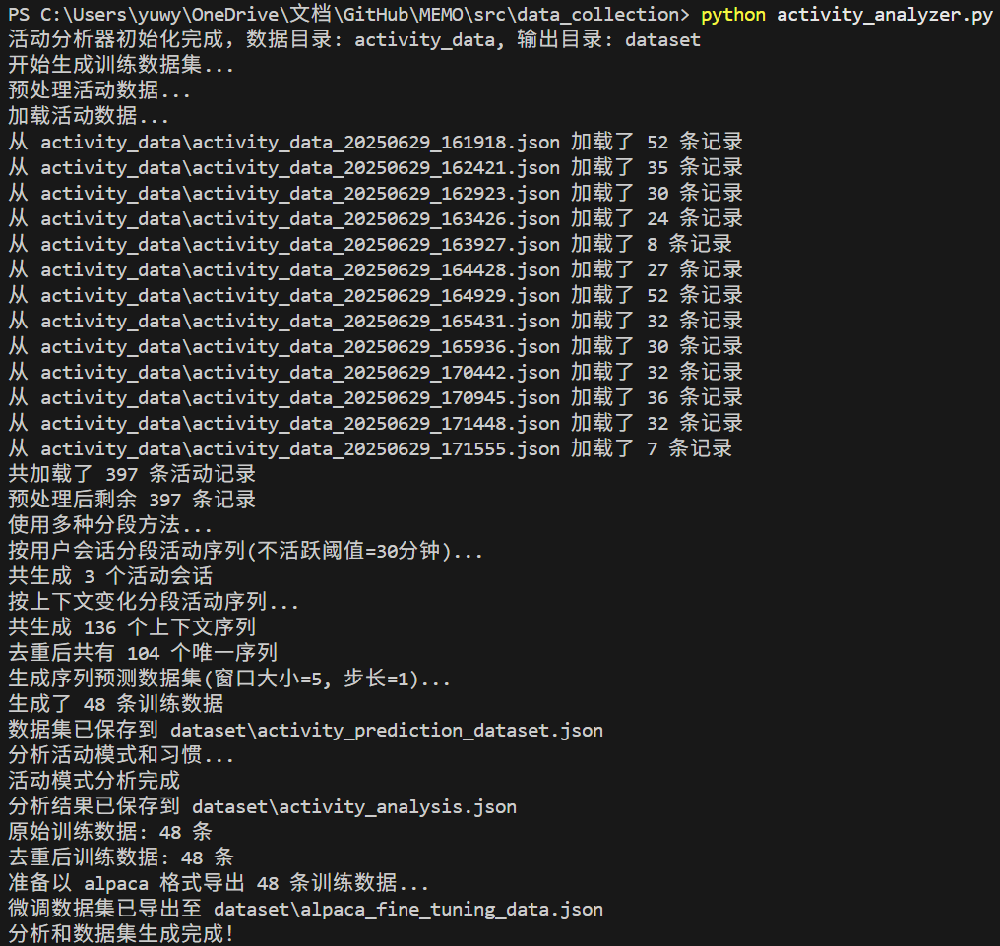 PS C:\Users\yuwy\OneDrive\文档\GitHub\MEMO\src\data_collection> python activity_analyzer.py
活动分析器初始化完成，数据目录: activity_data, 输出目录: dataset
开始生成训练数据集...
预处理活动数据...
加载活动数据...
从 activity_data\activity_data_20250629_161918.json 加载了 52 条记录
从 activity_data\activity_data_20250629_162421.json 加载了 35 条记录
从 activity_data\activity_data_20250629_162923.json 加载了 30 条记录
从 activity_data\activity_data_20250629_163426.json 加载了 24 条记录
从 activity_data\activity_data_20250629_163927.json 加载了 8 条记录
从 activity_data\activity_data_20250629_164428.json 加载了 27 条记录
从 activity_data\activity_data_20250629_164929.json 加载了 52 条记录
从 activity_data\activity_data_20250629_165431.json 加载了 32 条记录
从 activity_data\activity_data_20250629_165936.json 加载了 30 条记录
从 activity_data\activity_data_20250629_170442.json 加载了 32 条记录
从 activity_data\activity_data_20250629_170945.json 加载了 36 条记录
从 activity_data\activity_data_20250629_171448.json 加载了 32 条记录
从 activity_data\activity_data_20250629_171555.json 加载了 7 条记录
共加载了 397 条活动记录
预处理后剩余 397 条记录
使用多种分段方法...
按用户会话分段活动序列(不活跃阈值=30分钟)...
共生成 3 个活动会话
按上下文变化分段活动序列...
共生成 136 个上下文序列
去重后共有 104 个唯一序列
生成序列预测数据集(窗口大小=5, 步长=1)...
生成了 48 条训练数据
数据集已保存到 dataset\activity_prediction_dataset.json
分析活动模式和习惯...
活动模式分析完成
分析结果已保存到 dataset\activity_analysis.json
原始训练数据: 48 条
去重后训练数据: 48 条
准备以 alpaca 格式导出 48 条训练数据...
微调数据集已导出至 dataset\alpaca_fine_tuning_data.json
分析和数据集生成完成!